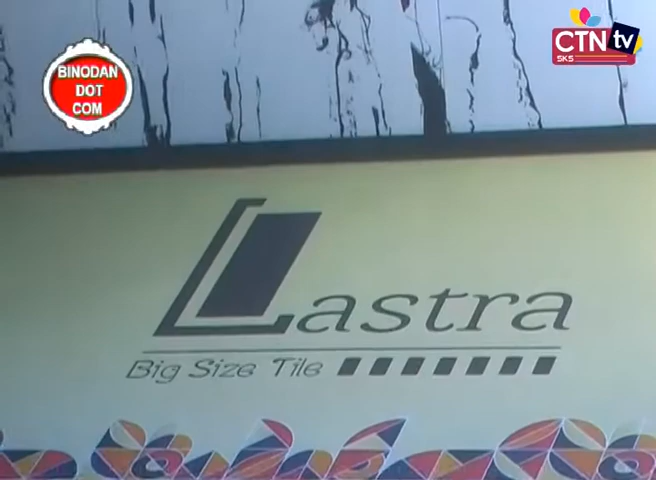 BINODAN
DOT
COM
CTN tv
SKS
Lastra
Big Size Tile